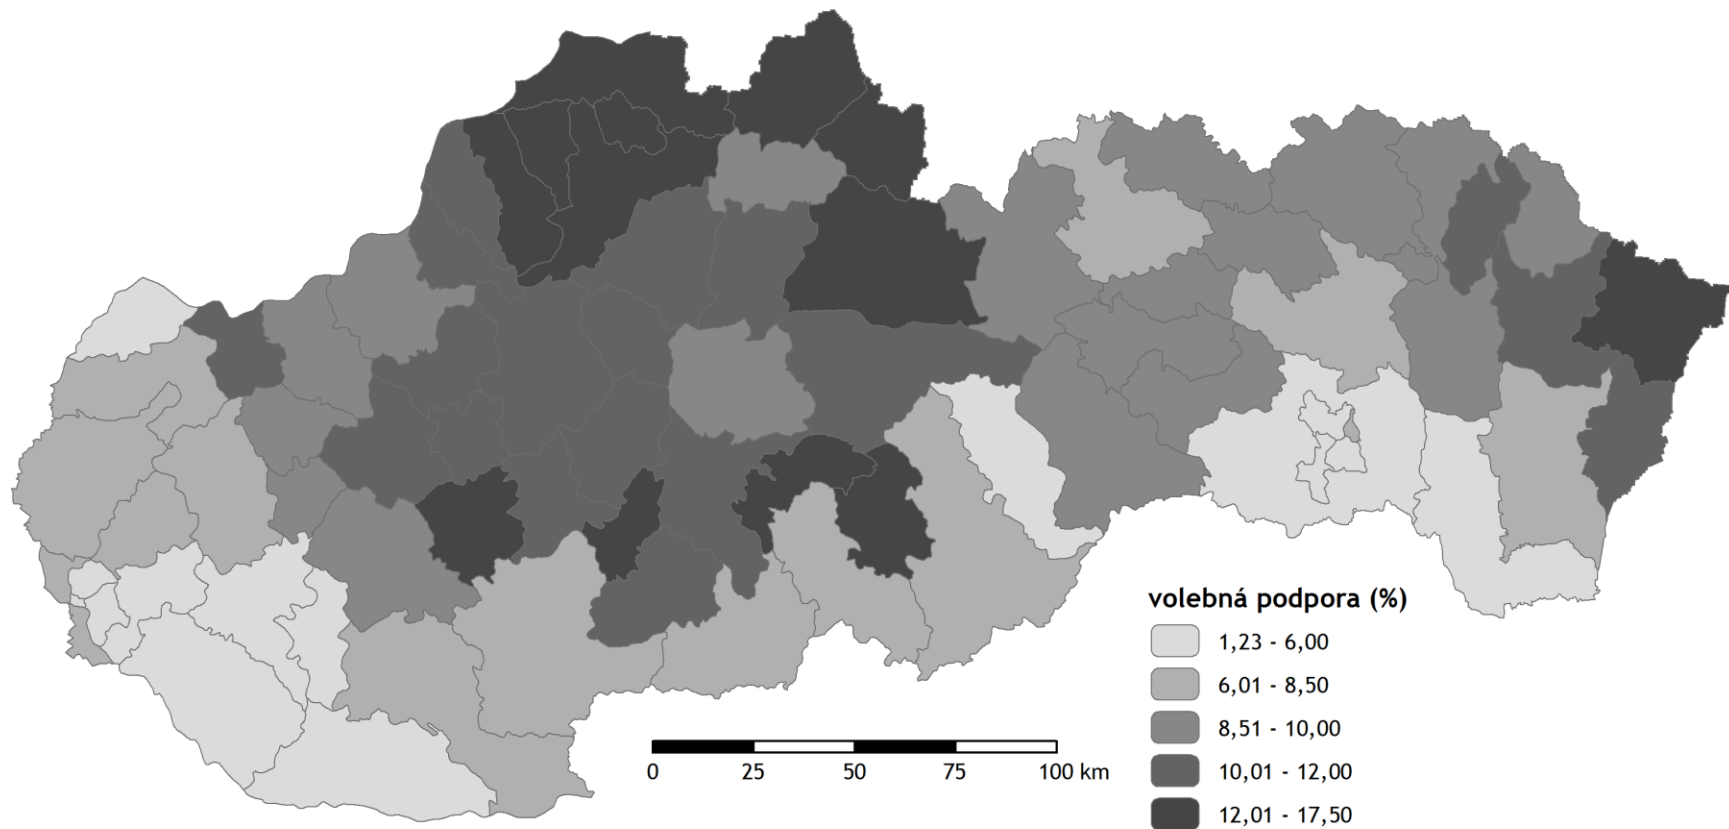 volebná podpora (%)
1,23 - 6,00
6,01 - 8,50
8,51 - 10,00
10,01 - 12,00
12,01 - 17,50
0 25 50 75 100 km